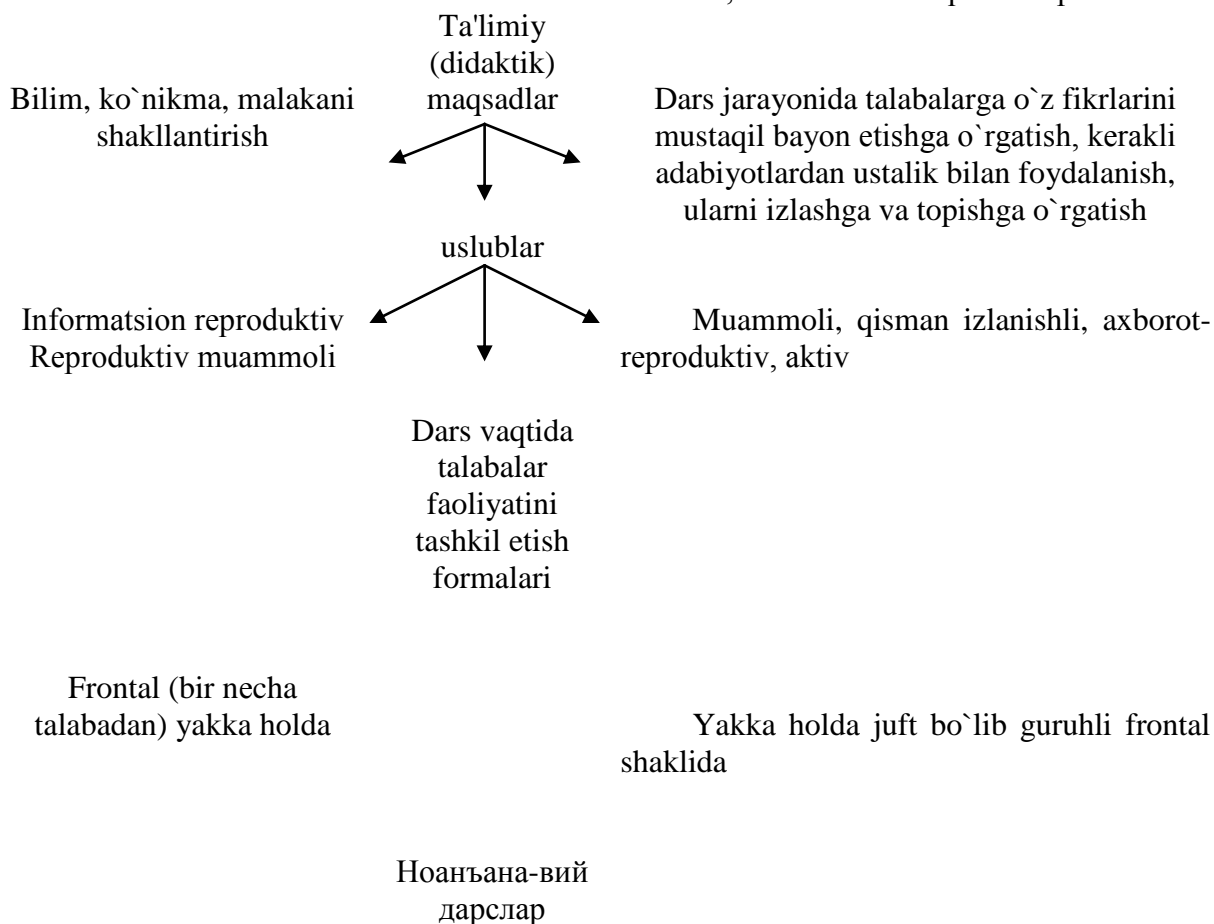 Ta'limiy
(didaktik)
maqsadlar
Bilim, ko`nikma, malakani
shakllantirish
Dars jarayonida talabalarga o`z fikrlarini
mustaqil bayon etishga o`rgatish, kerakli
adabiyotlardan ustalik bilan foydalanish,
ularni izlashga va topishga o`rgatish
uslublar
Informatsion reproduktiv
Reproduktiv muammoli
Muammoli, qisman izlanishli, axborot-
reproduktiv, aktiv
Dars vaqtida
talabalar
faoliyatini
tashkil etish
formalari
Frontal (bir necha
talabadan) yakka holda
Yakka holda juft bo`lib guruhli frontal
shaklida
Ноанъана-вий
дарслар